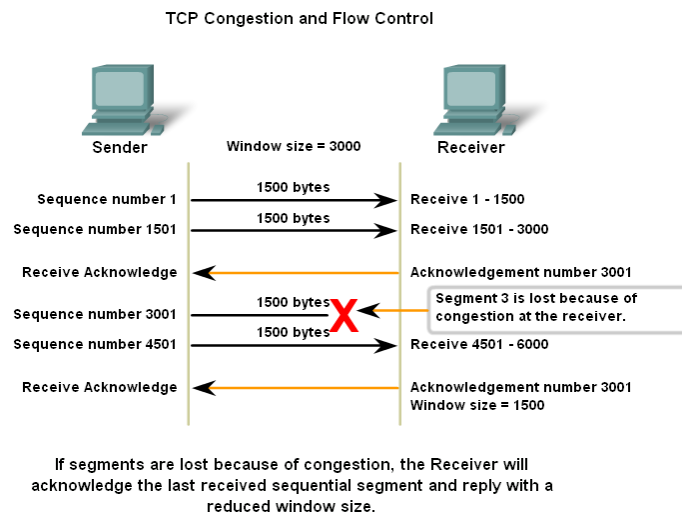 TCP Congestion and Flow Control
Sender
Window size = 3000
Receiver
Sequence number 1
1500 bytes
Receive 1 - 1500
Sequence number 1501
1500 bytes
Receive 1501 - 3000
Receive Acknowledge
Acknowledgement number 3001
Sequence number 3001
1500 bytes
X
Segment 3 is lost because of
congestion at the receiver.
Sequence number 4501
1500 bytes
Receive 4501 - 6000
Receive Acknowledge
Acknowledgement number 3001
Window size = 1500
If segments are lost because of congestion, the Receiver will
acknowledge the last received sequential segment and reply with a
reduced window size.